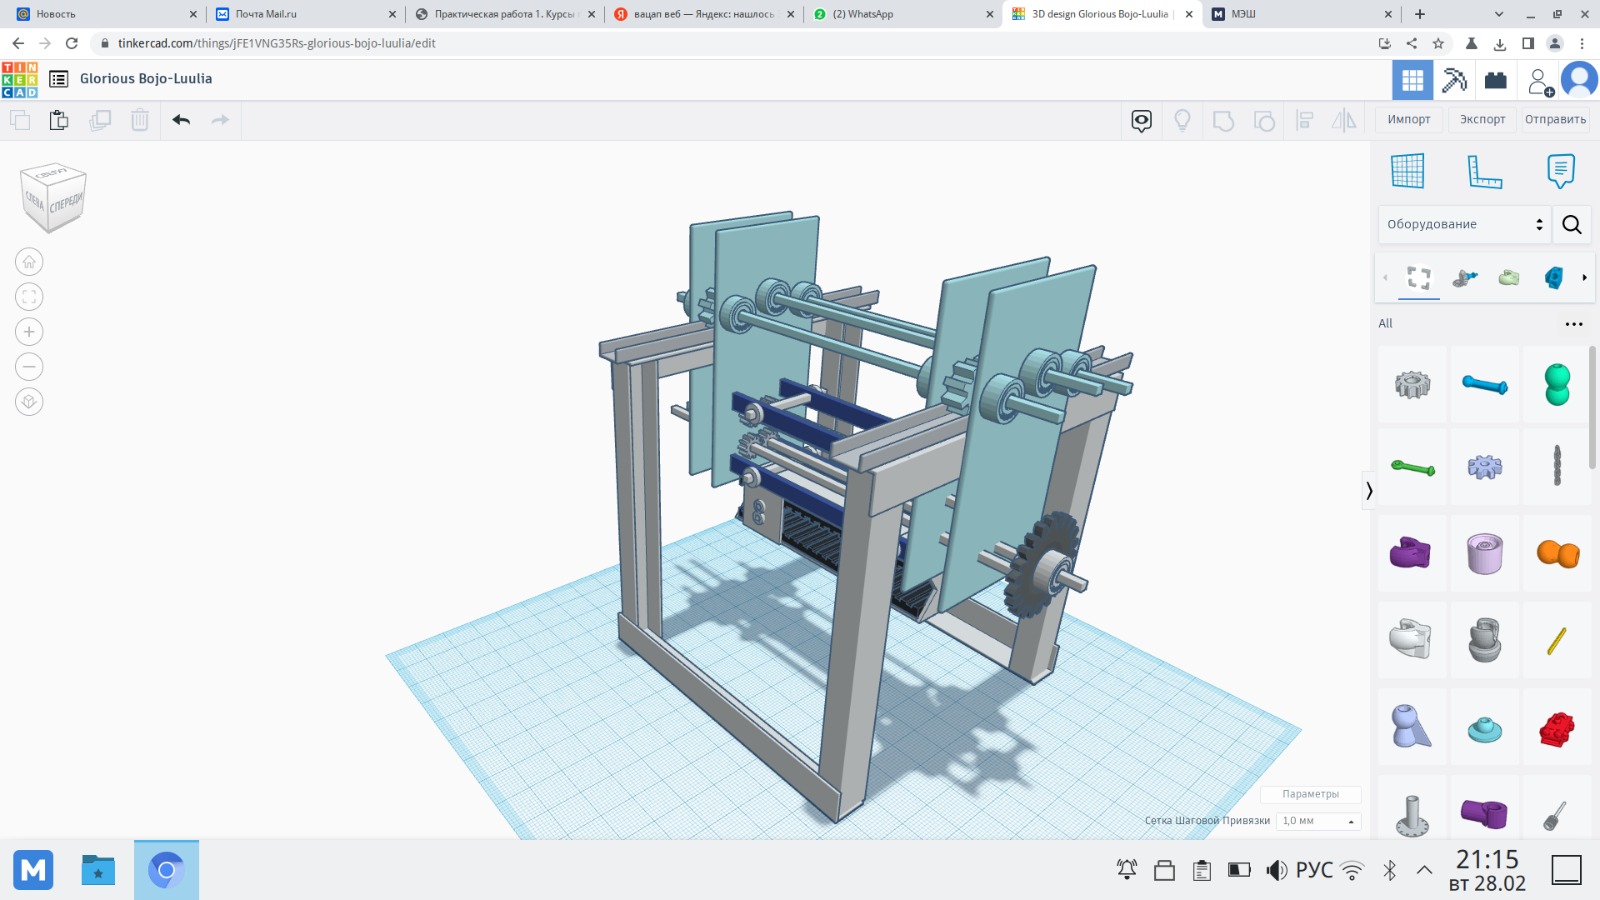 Новость
Почта Mail.ru
Практическая работа 1. Курсы
вацап веб — Яндекс: нашлось
(2) WhatsApp
3D design Glorious Bojo-Luulia
МЭШ
tinkercad.com/things/jFE1VNG35Rs-glorious-bojo-luulia/edit
TIN
KER
CAD
Glorious Bojo-Luulia
Импорт
Экспорт
Отправить
СЛЕВА
СПЕРЕДИ
Оборудование
All
Параметры
Сетка Шаговой Привязки
1,0 мм
M
РУС
21:15
вт 28.02